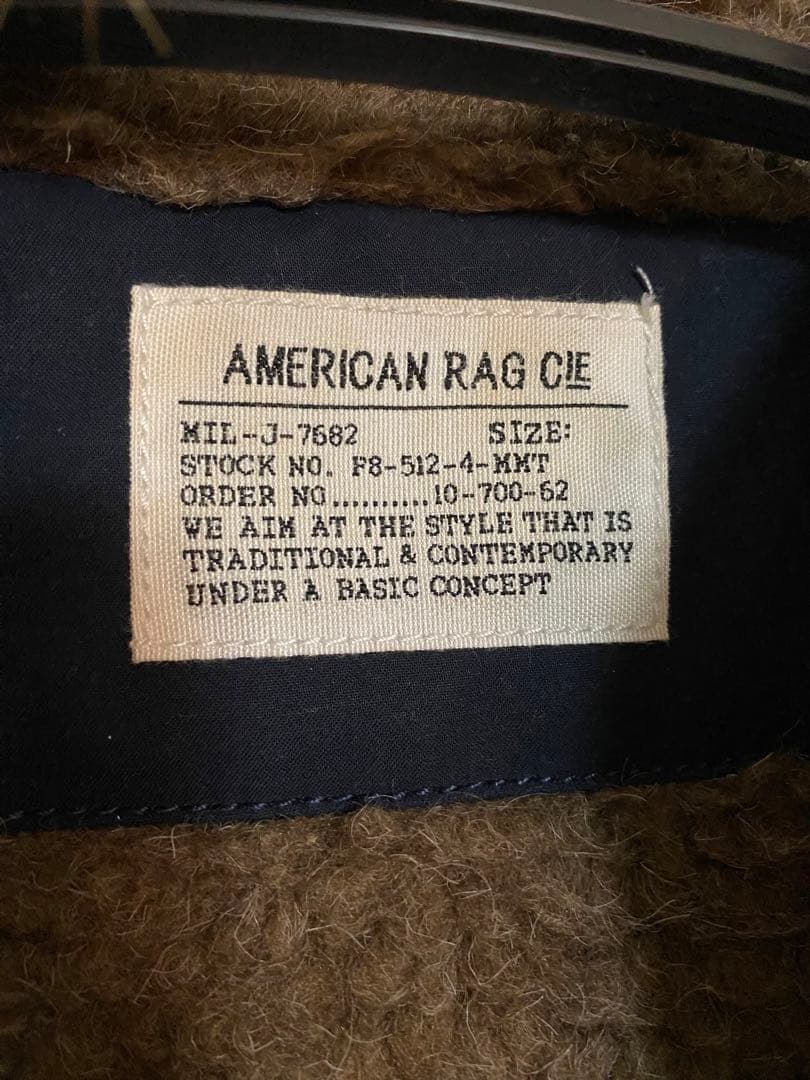 AMERICAN RAG CIE
MIL-J-7682 SIZE:
STOCK NO. F8-512-4-MMT
ORDER NO..........10-700-62
WE AIM AT THE STYLE THAT IS
TRADITIONAL & CONTEMPORARY
UNDER A BASIC CONCEPT